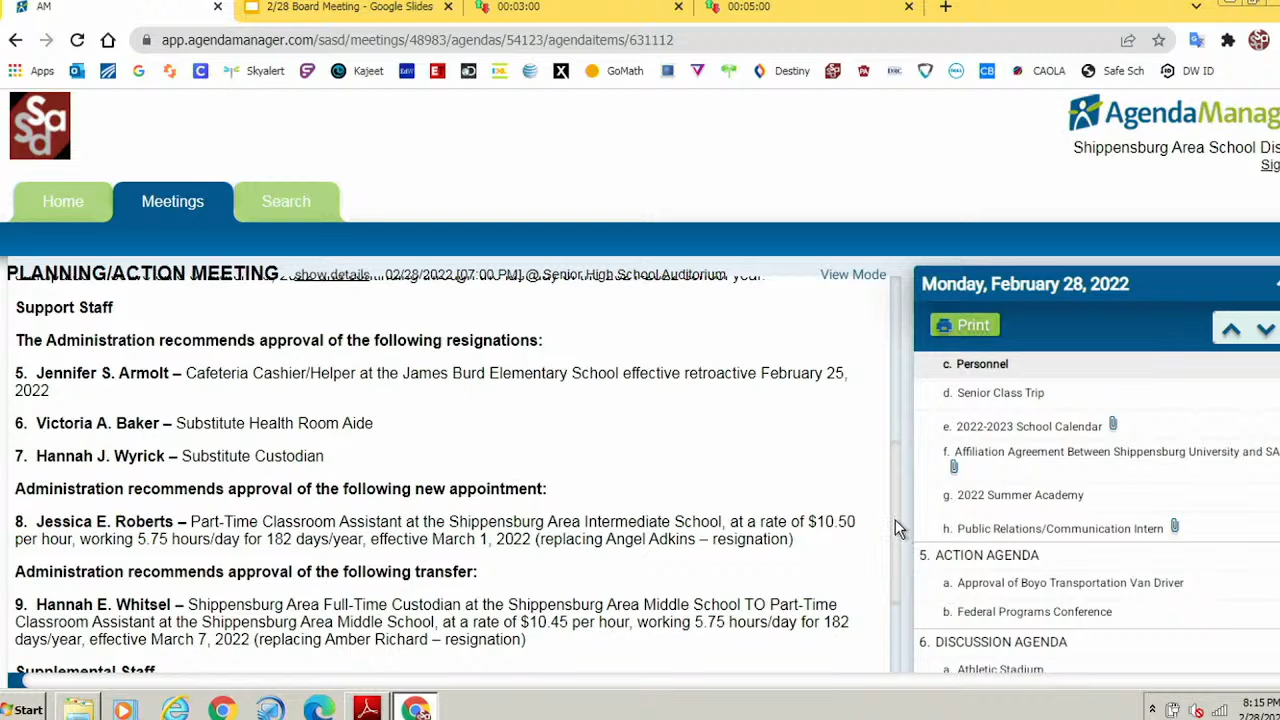 AM
2/28 Board Meeting - Google Slides
00:03:00
00:05:00
app.agendamanager.com/sasd/meetings/48983/agendas/54123/agendaitems/631112
Apps
Skyalert
Kajeet
GoMath
Destiny
CAOLA
Safe Sch
DW ID
Sa
sd
AgendaManag
Shippensburg Area School Dis
Sig
Home
Meetings
Search
PLANNING/ACTION MEETING
show details
02/28/2022 [07:00 PM] @ Senior High School Auditorium
View Mode
Support Staff
The Administration recommends approval of the following resignations:
5. Jennifer S. Armolt – Cafeteria Cashier/Helper at the James Burd Elementary School effective retroactive February 25,
2022
6. Victoria A. Baker – Substitute Health Room Aide
7. Hannah J. Wyrick – Substitute Custodian
Administration recommends approval of the following new appointment:
8. Jessica E. Roberts – Part-Time Classroom Assistant at the Shippensburg Area Intermediate School, at a rate of $10.50
per hour, working 5.75 hours/day for 182 days/year, effective March 1, 2022 (replacing Angel Adkins – resignation)
Administration recommends approval of the following transfer:
9. Hannah E. Whitsel – Shippensburg Area Full-Time Custodian at the Shippensburg Area Middle School TO Part-Time
Classroom Assistant at the Shippensburg Area Middle School, at a rate of $10.45 per hour, working 5.75 hours/day for 182
days/year, effective March 7, 2022 (replacing Amber Richard – resignation)
Supplemental Staff
Monday, February 28, 2022
Print
c. Personnel
d. Senior Class Trip
e. 2022-2023 School Calendar
f. Affiliation Agreement Between Shippensburg University and SA
g. 2022 Summer Academy
h. Public Relations/Communication Intern
5. ACTION AGENDA
a. Approval of Boyo Transportation Van Driver
b. Federal Programs Conference
6. DISCUSSION AGENDA
a. Athletic Stadium
Start
8:15 PM
2/28/20